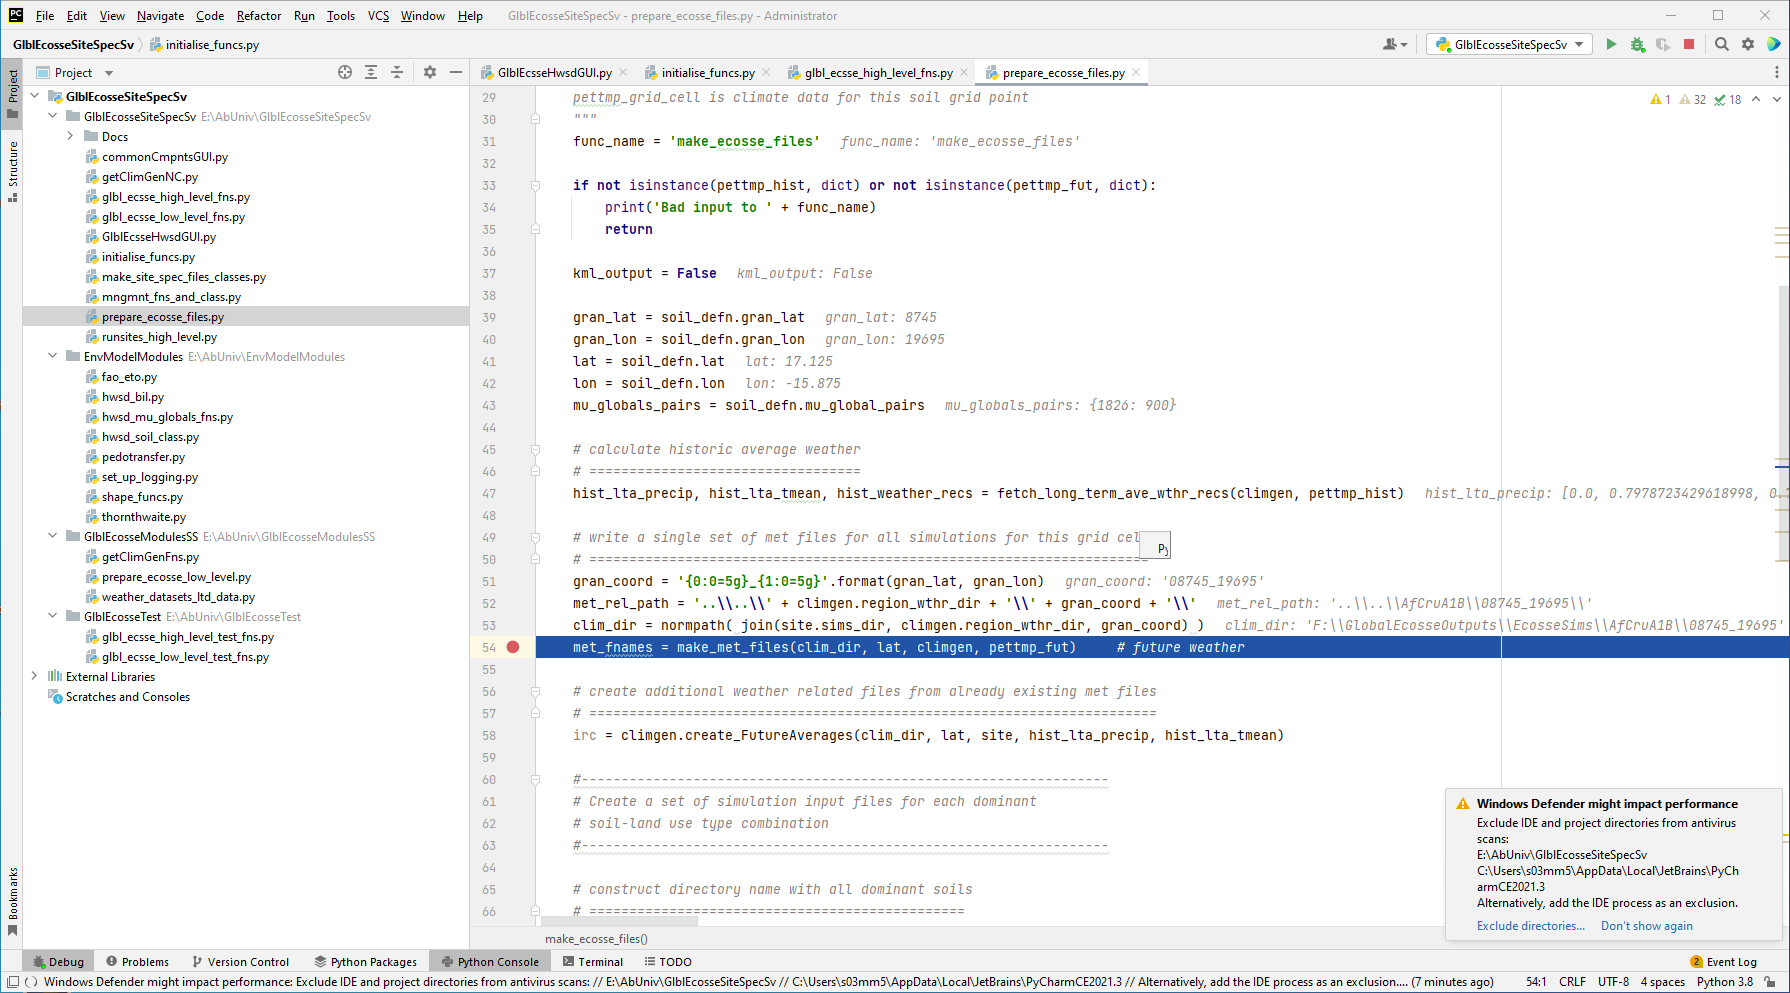 File Edit View Navigate Code Refactor Run Tools VCS Window Help GlblEcosseSiteSpecSv - prepare_ecosse_files.py - Administrator
GlblEcosseSiteSpecSv initialise_funcs.py GlblEcosseSiteSpecSv
Project
Structure
Bookmarks
Project
GlblEcosseSiteSpecSv
GlblEcosseSiteSpecSv E:\AbUniv\GlblEcosseSiteSpecSv
Docs
commonCmpntsGUI.py
getClimGenNC.py
glbl_ecsse_high_level_fns.py
glbl_ecsse_low_level_fns.py
GlblEcsseHwsdGUI.py
initialise_funcs.py
make_site_spec_files_classes.py
mngmnt_fns_and_class.py
prepare_ecosse_files.py
runsites_high_level.py
EnvModelModules E:\AbUniv\EnvModelModules
fao_eto.py
hwsd_bil.py
hwsd_mu_globals_fns.py
hwsd_soil_class.py
pedotransfer.py
set_up_logging.py
shape_funcs.py
thornthwaite.py
GlblEcosseModulesSS E:\AbUniv\GlblEcosseModulesSS
getClimGenFns.py
prepare_ecosse_low_level.py
weather_datasets_ltd_data.py
GlblEcosseTest E:\AbUniv\GlblEcosseTest
glbl_ecsse_high_level_test_fns.py
glbl_ecsse_low_level_test_fns.py
External Libraries
Scratches and Consoles
GlblEcsseHwsdGUI.py initialise_funcs.py glbl_ecsse_high_level_fns.py prepare_ecosse_files.py
1 32 18
29 pettmp_grid_cell is climate data for this soil grid point
30 """
31 func_name = 'make_ecosse_files' func_name: 'make_ecosse_files'
32
33 if not isinstance(pettmp_hist, dict) or not isinstance(pettmp_fut, dict):
34 print('Bad input to ' + func_name)
35 return
36
37 kml_output = False kml_output: False
38
39 gran_lat = soil_defn.gran_lat gran_lat: 8745
40 gran_lon = soil_defn.gran_lon gran_lon: 19695
41 lat = soil_defn.lat lat: 17.125
42 lon = soil_defn.lon lon: -15.875
43 mu_globals_pairs = soil_defn.mu_global_pairs mu_globals_pairs: {1826: 900}
44
45 # calculate historic average weather
46 # ==================================
47 hist_lta_precip, hist_lta_tmean, hist_weather_recs = fetch_long_term_ave_wthr_recs(climgen, pettmp_hist) hist_lta_precip: [0.0, 0.7978723429618998, 0.
48
49 # write a single set of met files for all simulations for this grid cel Py
50 # ======================================================================
51 gran_coord = '{0:0=5g}_{1:0=5g}'.format(gran_lat, gran_lon) gran_coord: '08745_19695'
52 met_rel_path = '..\\..\\' + climgen.region_wthr_dir + '\\' + gran_coord + '\\' met_rel_path: '..\\..\\AfCruA1B\\08745_19695\\'
53 clim_dir = normpath( join(site.sims_dir, climgen.region_wthr_dir, gran_coord) ) clim_dir: 'F:\\GlobalEcosseOutputs\\EcosseSims\\AfCruA1B\\08745_19695'
54 met_fnames = make_met_files(clim_dir, lat, climgen, pettmp_fut) # future weather
55
56 # create additional weather related files from already existing met files
57 # =======================================================================
58 irc = climgen.create_FutureAverages(clim_dir, lat, site, hist_lta_precip, hist_lta_tmean)
59
60 #------------------------------------------------------------------
61 # Create a set of simulation input files for each dominant
62 # soil-land use type combination
63 #------------------------------------------------------------------
64
65 # construct directory name with all dominant soils
66 # ===============================================
make_ecosse_files()
Windows Defender might impact performance
Exclude IDE and project directories from antivirus
scans:
E:\AbUniv\GlblEcosseSiteSpecSv
C:\Users\s03mm5\AppData\Local\JetBrains\PyCh
armCE2021.3
Alternatively, add the IDE process as an exclusion.
Exclude directories... Don't show again
Debug Problems Version Control Python Packages Python Console Terminal TODO 2 Event Log
Windows Defender might impact performance: Exclude IDE and project directories from antivirus scans: // E:\AbUniv\GlblEcosseSiteSpecSv // C:\Users\s03mm5\AppData\Local\JetBrains\PyCharmCE2021.3 // Alternatively, add the IDE process as an exclusion.... (7 minutes ago) 54:1 CRLF UTF-8 4 spaces Python 3.8